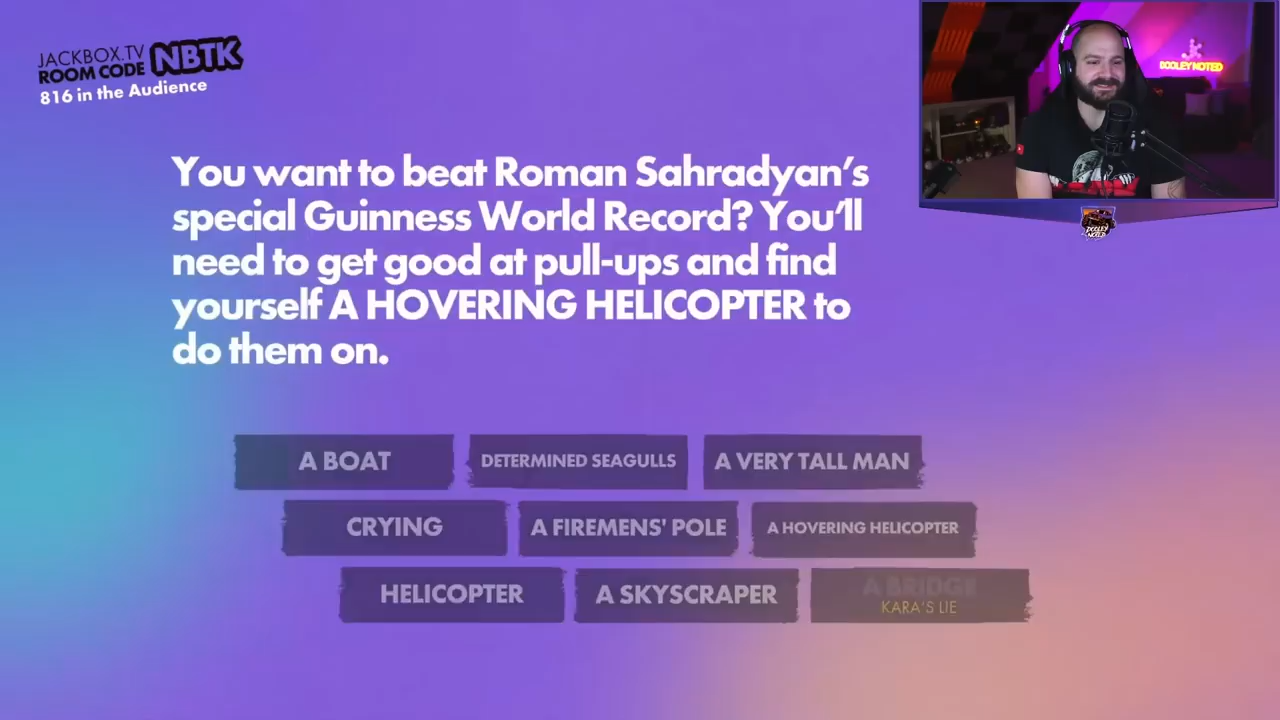 JACKBOX.TV
ROOM CODE NBTK
816 in the Audience
DOOLEY NOTED
DOOLEY
NOTED
You want to beat Roman Sahradyan's
special Guinness World Record? You'll
need to get good at pull-ups and find
yourself A HOVERING HELICOPTER to
do them on.
A BOAT
DETERMINED SEAGULLS
A VERY TALL MAN
CRYING
A FIREMENS' POLE
A HOVERING HELICOPTER
HELICOPTER
A SKYSCRAPER
A BRIDGE
KARA'S LIE